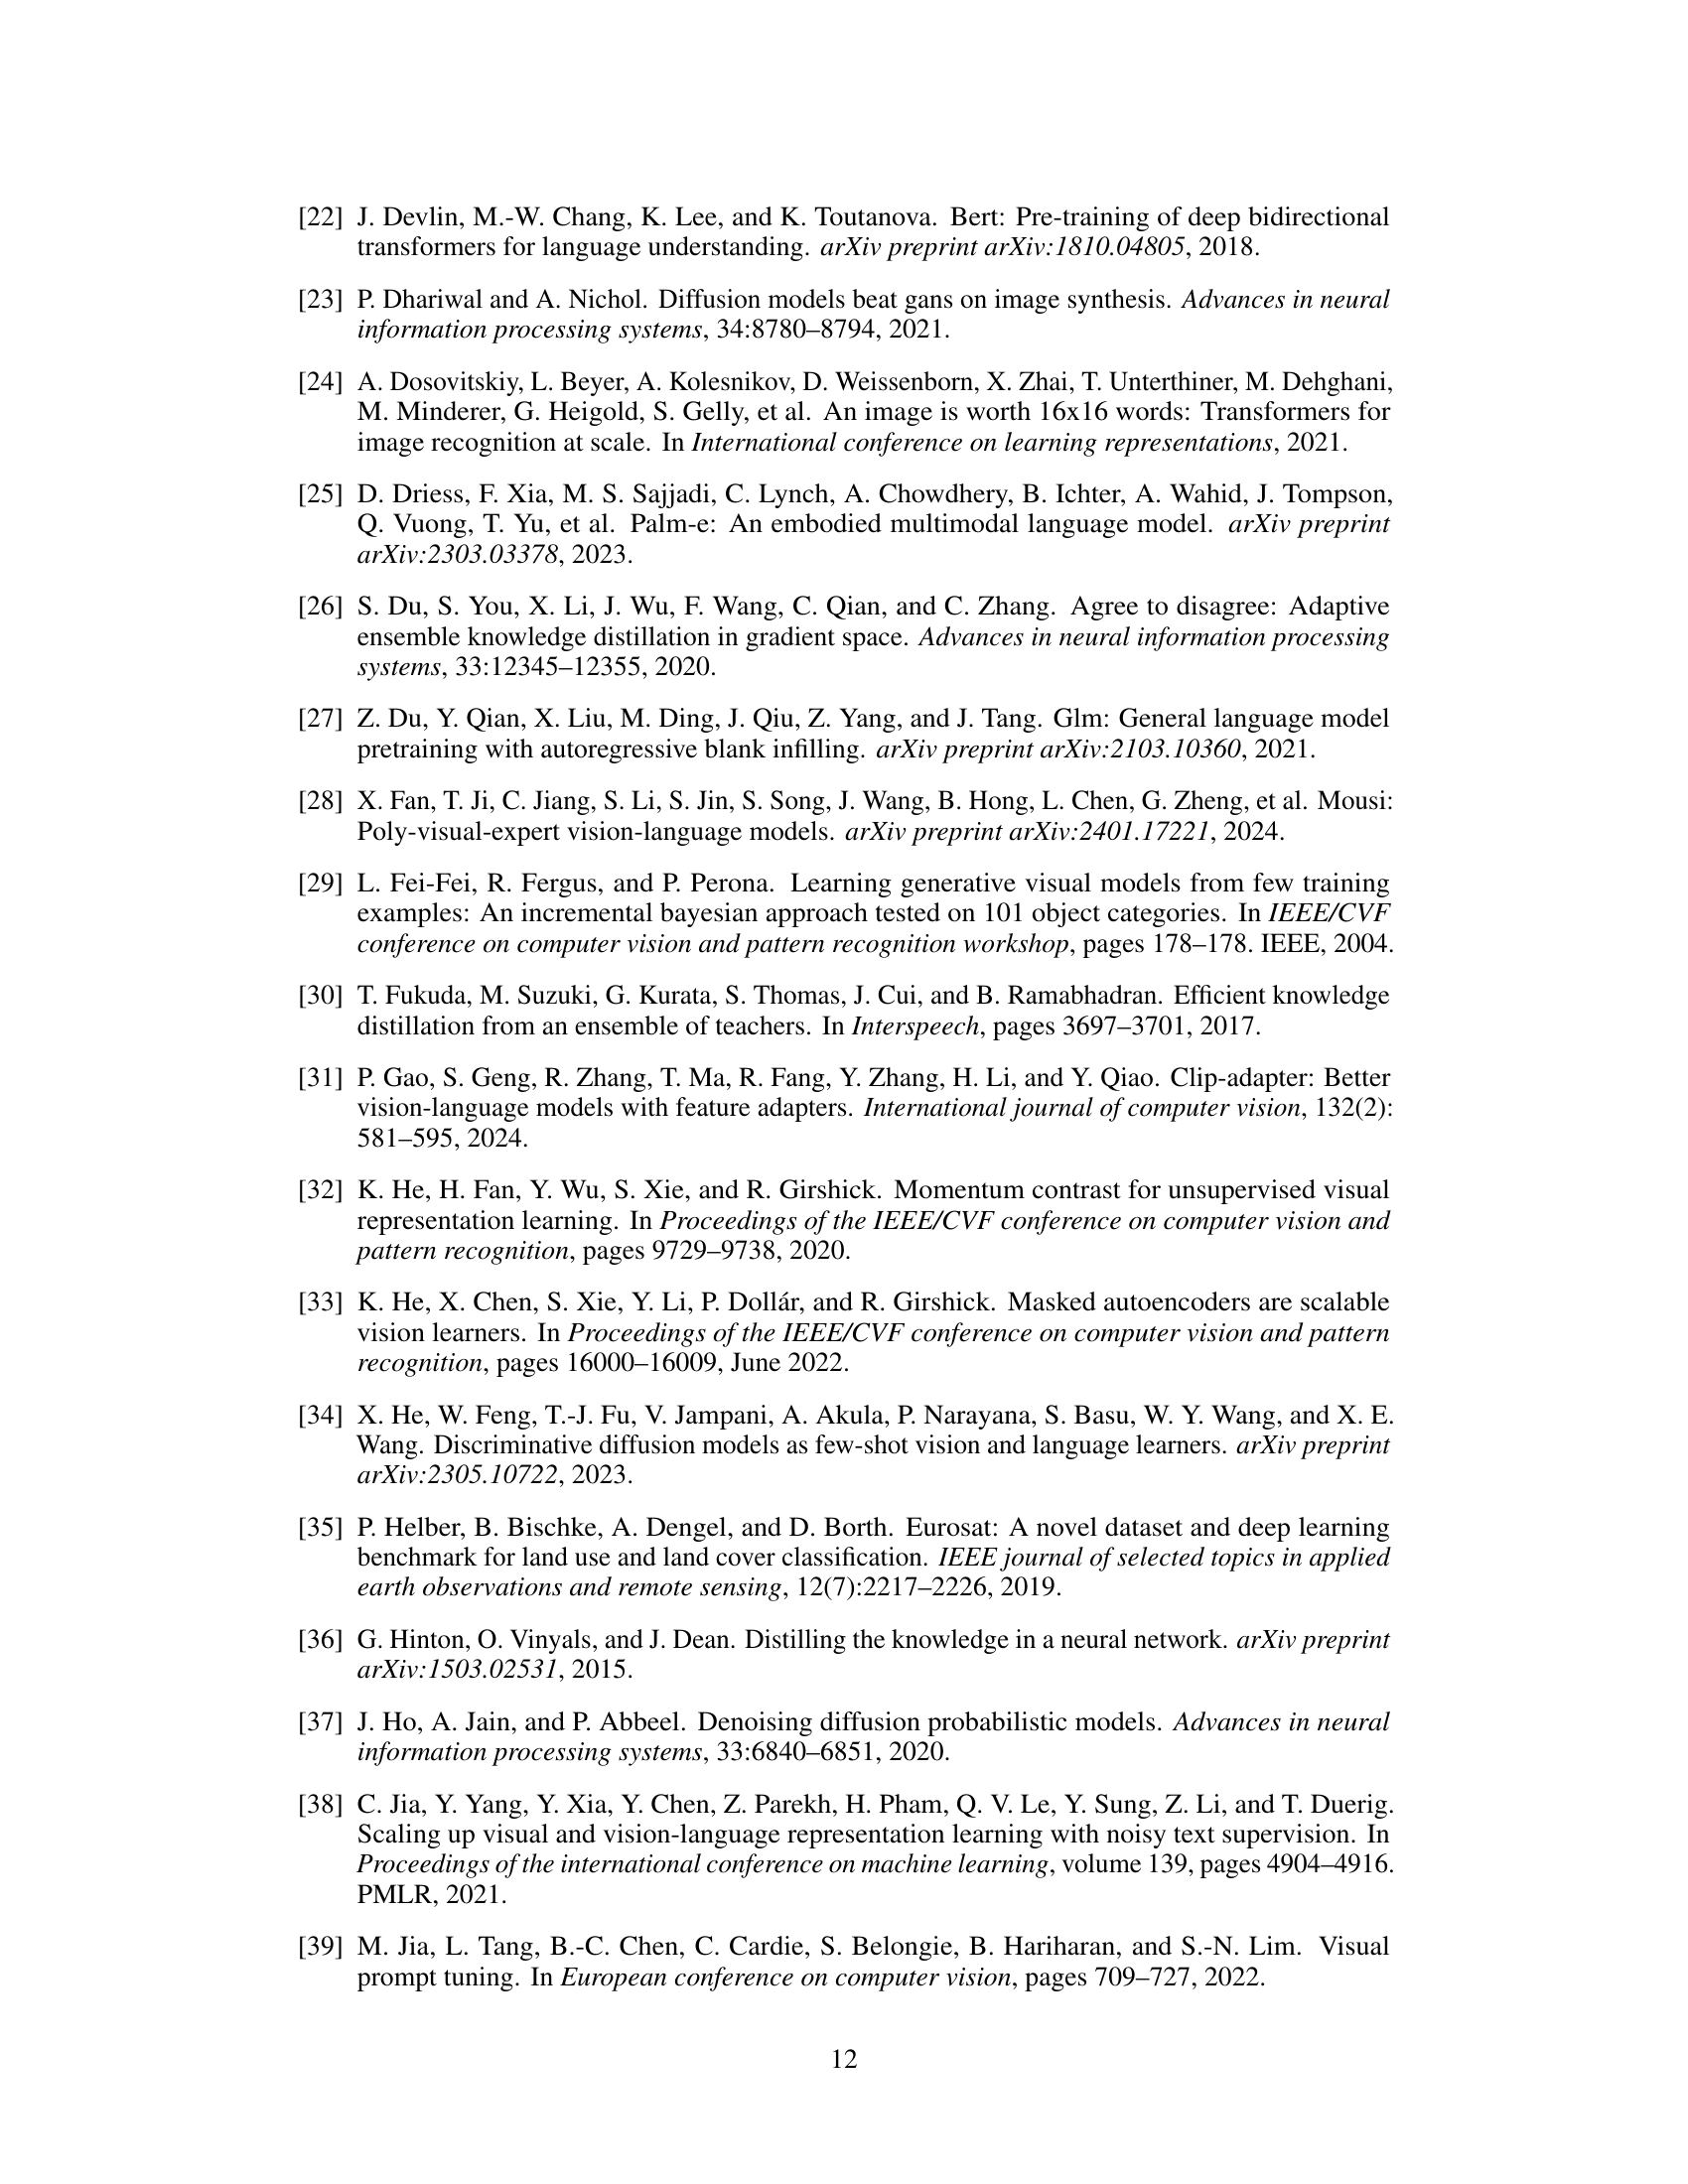 [22] J. Devlin, M.-W. Chang, K. Lee, and K. Toutanova. Bert: Pre-training of deep bidirectional
transformers for language understanding. arXiv preprint arXiv:1810.04805, 2018.
[23] P. Dhariwal and A. Nichol. Diffusion models beat gans on image synthesis. Advances in neural
information processing systems, 34:8780–8794, 2021.
[24] A. Dosovitskiy, L. Beyer, A. Kolesnikov, D. Weissenborn, X. Zhai, T. Unterthiner, M. Dehghani,
M. Minderer, G. Heigold, S. Gelly, et al. An image is worth 16x16 words: Transformers for
image recognition at scale. In International conference on learning representations, 2021.
[25] D. Driess, F. Xia, M. S. Sajjadi, C. Lynch, A. Chowdhery, B. Ichter, A. Wahid, J. Tompson,
Q. Vuong, T. Yu, et al. Palm-e: An embodied multimodal language model. arXiv preprint
arXiv:2303.03378, 2023.
[26] S. Du, S. You, X. Li, J. Wu, F. Wang, C. Qian, and C. Zhang. Agree to disagree: Adaptive
ensemble knowledge distillation in gradient space. Advances in neural information processing
systems, 33:12345–12355, 2020.
[27] Z. Du, Y. Qian, X. Liu, M. Ding, J. Qiu, Z. Yang, and J. Tang. Glm: General language model
pretraining with autoregressive blank infilling. arXiv preprint arXiv:2103.10360, 2021.
[28] X. Fan, T. Ji, C. Jiang, S. Li, S. Jin, S. Song, J. Wang, B. Hong, L. Chen, G. Zheng, et al. Mousi:
Poly-visual-expert vision-language models. arXiv preprint arXiv:2401.17221, 2024.
[29] L. Fei-Fei, R. Fergus, and P. Perona. Learning generative visual models from few training
examples: An incremental bayesian approach tested on 101 object categories. In IEEE/CVF
conference on computer vision and pattern recognition workshop, pages 178–178. IEEE, 2004.
[30] T. Fukuda, M. Suzuki, G. Kurata, S. Thomas, J. Cui, and B. Ramabhadran. Efficient knowledge
distillation from an ensemble of teachers. In Interspeech, pages 3697–3701, 2017.
[31] P. Gao, S. Geng, R. Zhang, T. Ma, R. Fang, Y. Zhang, H. Li, and Y. Qiao. Clip-adapter: Better
vision-language models with feature adapters. International journal of computer vision, 132(2):
581–595, 2024.
[32] K. He, H. Fan, Y. Wu, S. Xie, and R. Girshick. Momentum contrast for unsupervised visual
representation learning. In Proceedings of the IEEE/CVF conference on computer vision and
pattern recognition, pages 9729–9738, 2020.
[33] K. He, X. Chen, S. Xie, Y. Li, P. Dollár, and R. Girshick. Masked autoencoders are scalable
vision learners. In Proceedings of the IEEE/CVF conference on computer vision and pattern
recognition, pages 16000–16009, June 2022.
[34] X. He, W. Feng, T.-J. Fu, V. Jampani, A. Akula, P. Narayana, S. Basu, W. Y. Wang, and X. E.
Wang. Discriminative diffusion models as few-shot vision and language learners. arXiv preprint
arXiv:2305.10722, 2023.
[35] P. Helber, B. Bischke, A. Dengel, and D. Borth. Eurosat: A novel dataset and deep learning
benchmark for land use and land cover classification. IEEE journal of selected topics in applied
earth observations and remote sensing, 12(7):2217–2226, 2019.
[36] G. Hinton, O. Vinyals, and J. Dean. Distilling the knowledge in a neural network. arXiv preprint
arXiv:1503.02531, 2015.
[37] J. Ho, A. Jain, and P. Abbeel. Denoising diffusion probabilistic models. Advances in neural
information processing systems, 33:6840–6851, 2020.
[38] C. Jia, Y. Yang, Y. Xia, Y. Chen, Z. Parekh, H. Pham, Q. V. Le, Y. Sung, Z. Li, and T. Duerig.
Scaling up visual and vision-language representation learning with noisy text supervision. In
Proceedings of the international conference on machine learning, volume 139, pages 4904–4916.
PMLR, 2021.
[39] M. Jia, L. Tang, B.-C. Chen, C. Cardie, S. Belongie, B. Hariharan, and S.-N. Lim. Visual
prompt tuning. In European conference on computer vision, pages 709–727, 2022.
12